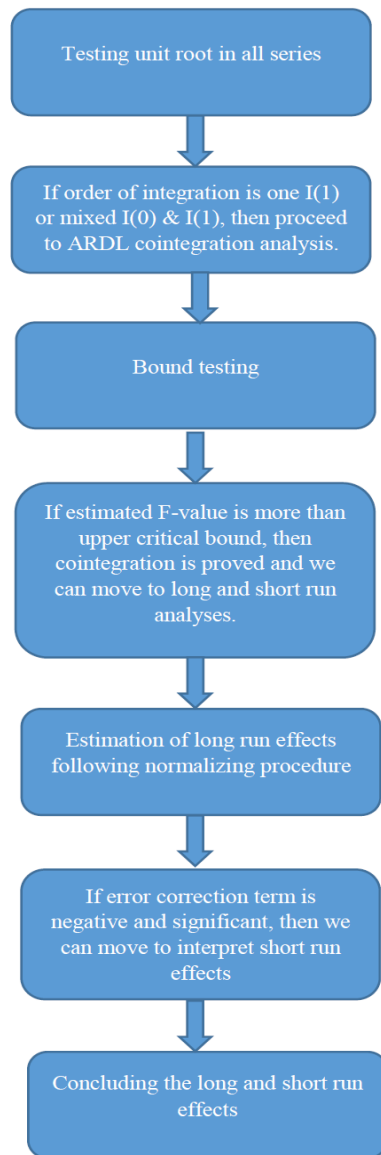 Testing unit root in all series
If order of integration is one I(1)
or mixed I(0) & I(1), then proceed
to ARDL cointegration analysis.
Bound testing
If estimated F-value is more than
upper critical bound, then
cointegration is proved and we
can move to long and short run
analyses.
Estimation of long run effects
following normalizing procedure
If error correction term is
negative and significant, then we
can move to interpret short run
effects
Concluding the long and short run
effects